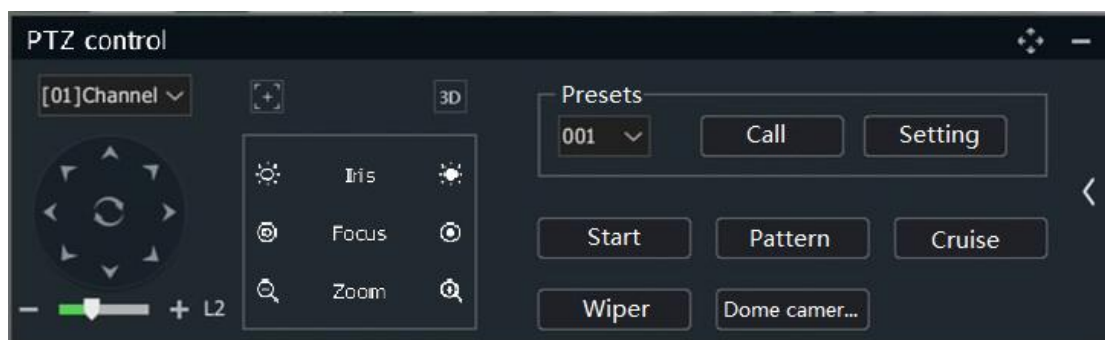 PTZ control
[01]Channel
3D
Presets
001
Call
Setting
Iris
Focus
Zoom
L2
Start
Pattern
Cruise
Wiper
Dome camer...